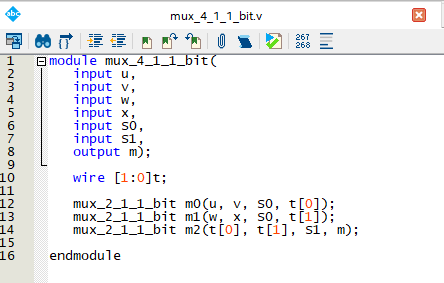 mux_4_1_1_bit.v
abc
267
268
1 module mux_4_1_1_bit(
2 input u,
3 input v,
4 input w,
5 input x,
6 input S0,
7 input S1,
8 output m);
9
10 wire [1:0]t;
11
12 mux_2_1_1_bit m0(u, v, S0, t[0]);
13 mux_2_1_1_bit m1(w, x, S0, t[1]);
14 mux_2_1_1_bit m2(t[0], t[1], S1, m);
15
16 endmodule